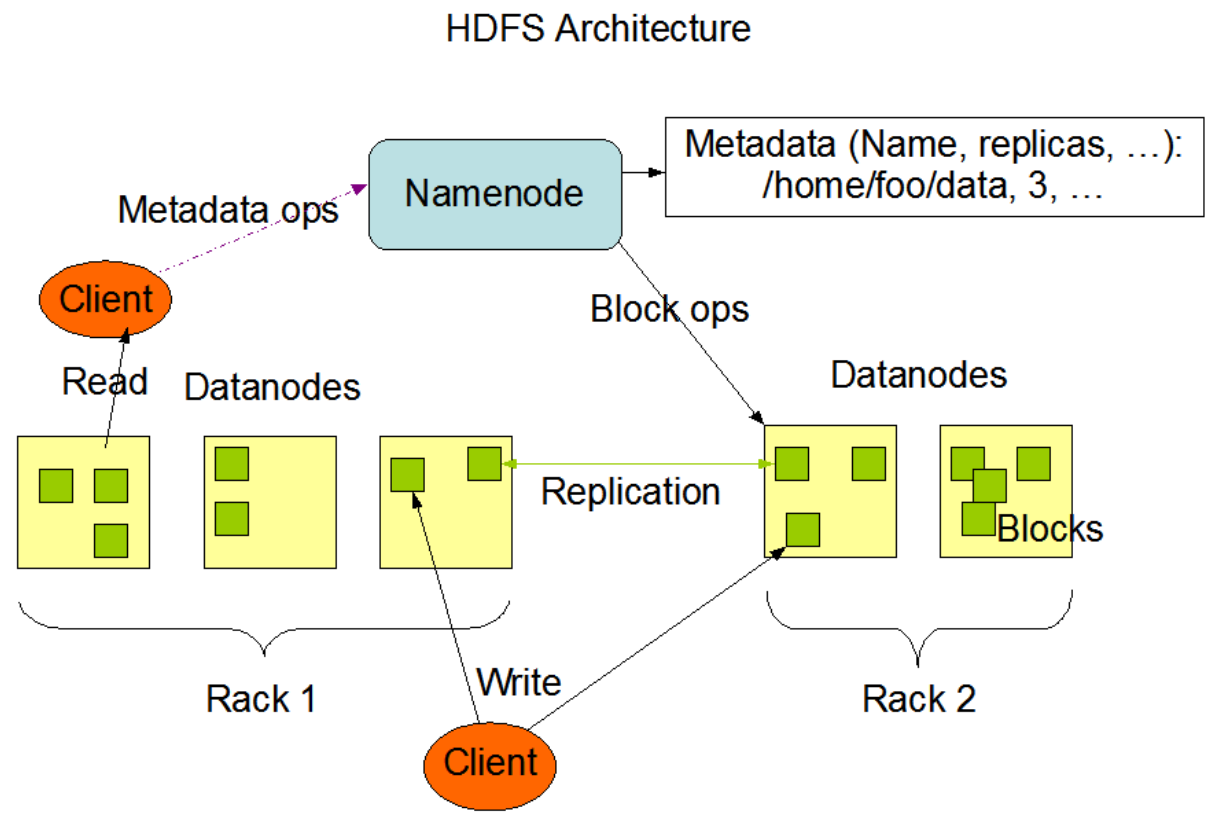 HDFS Architecture
Metadata (Name, replicas, …):
/home/foo/data, 3, …
Namenode
Metadata ops
Client
Block ops
Read
Datanodes
Datanodes
Replication
Blocks
Rack 1
Write
Rack 2
Client